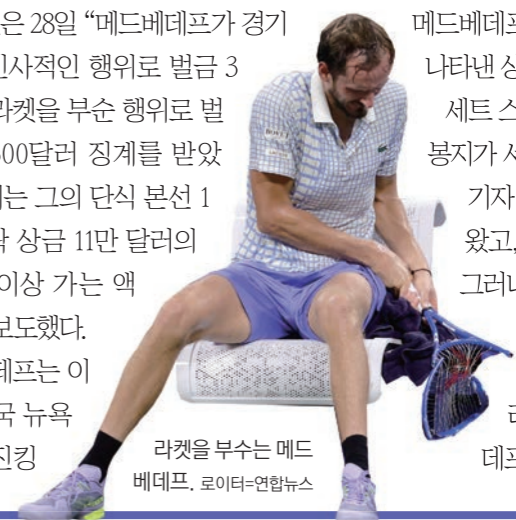 은 28일 “메드베데프가 경기
인사적인 행위로 벌금 3
라켓을 부순 행위로 벌
500달러 징계를 받았
는 그의 단식 본선 1
상금 11만 달러의
이상 가는 액
보도했다.
데프는 이
국 뉴욕
진킹
라켓을 부수는 메드
베데프. 로이터=연합뉴스
메드베데프
나타낸 상
세트 스
봉지가
기자
왔고,
그러나
데프